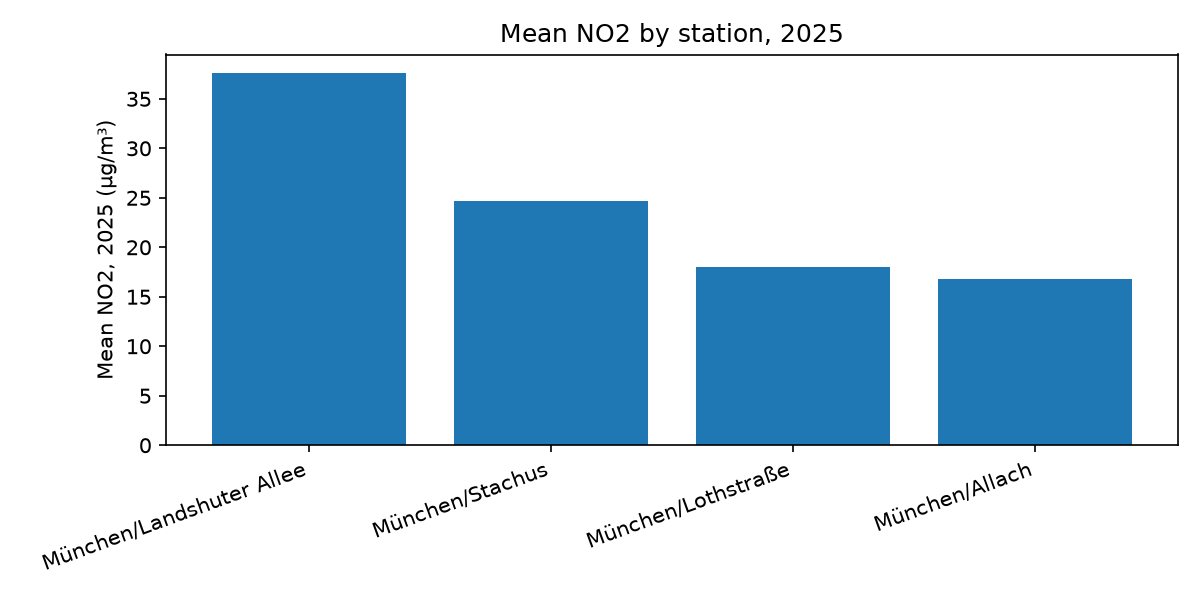 Mean NO2 by station, 2025
Mean NO2, 2025 (µg/m³)
35
30
25
20
15
10
5
0
München/Landshuter Allee
München/Stachus
München/Lothstraße
München/Allach